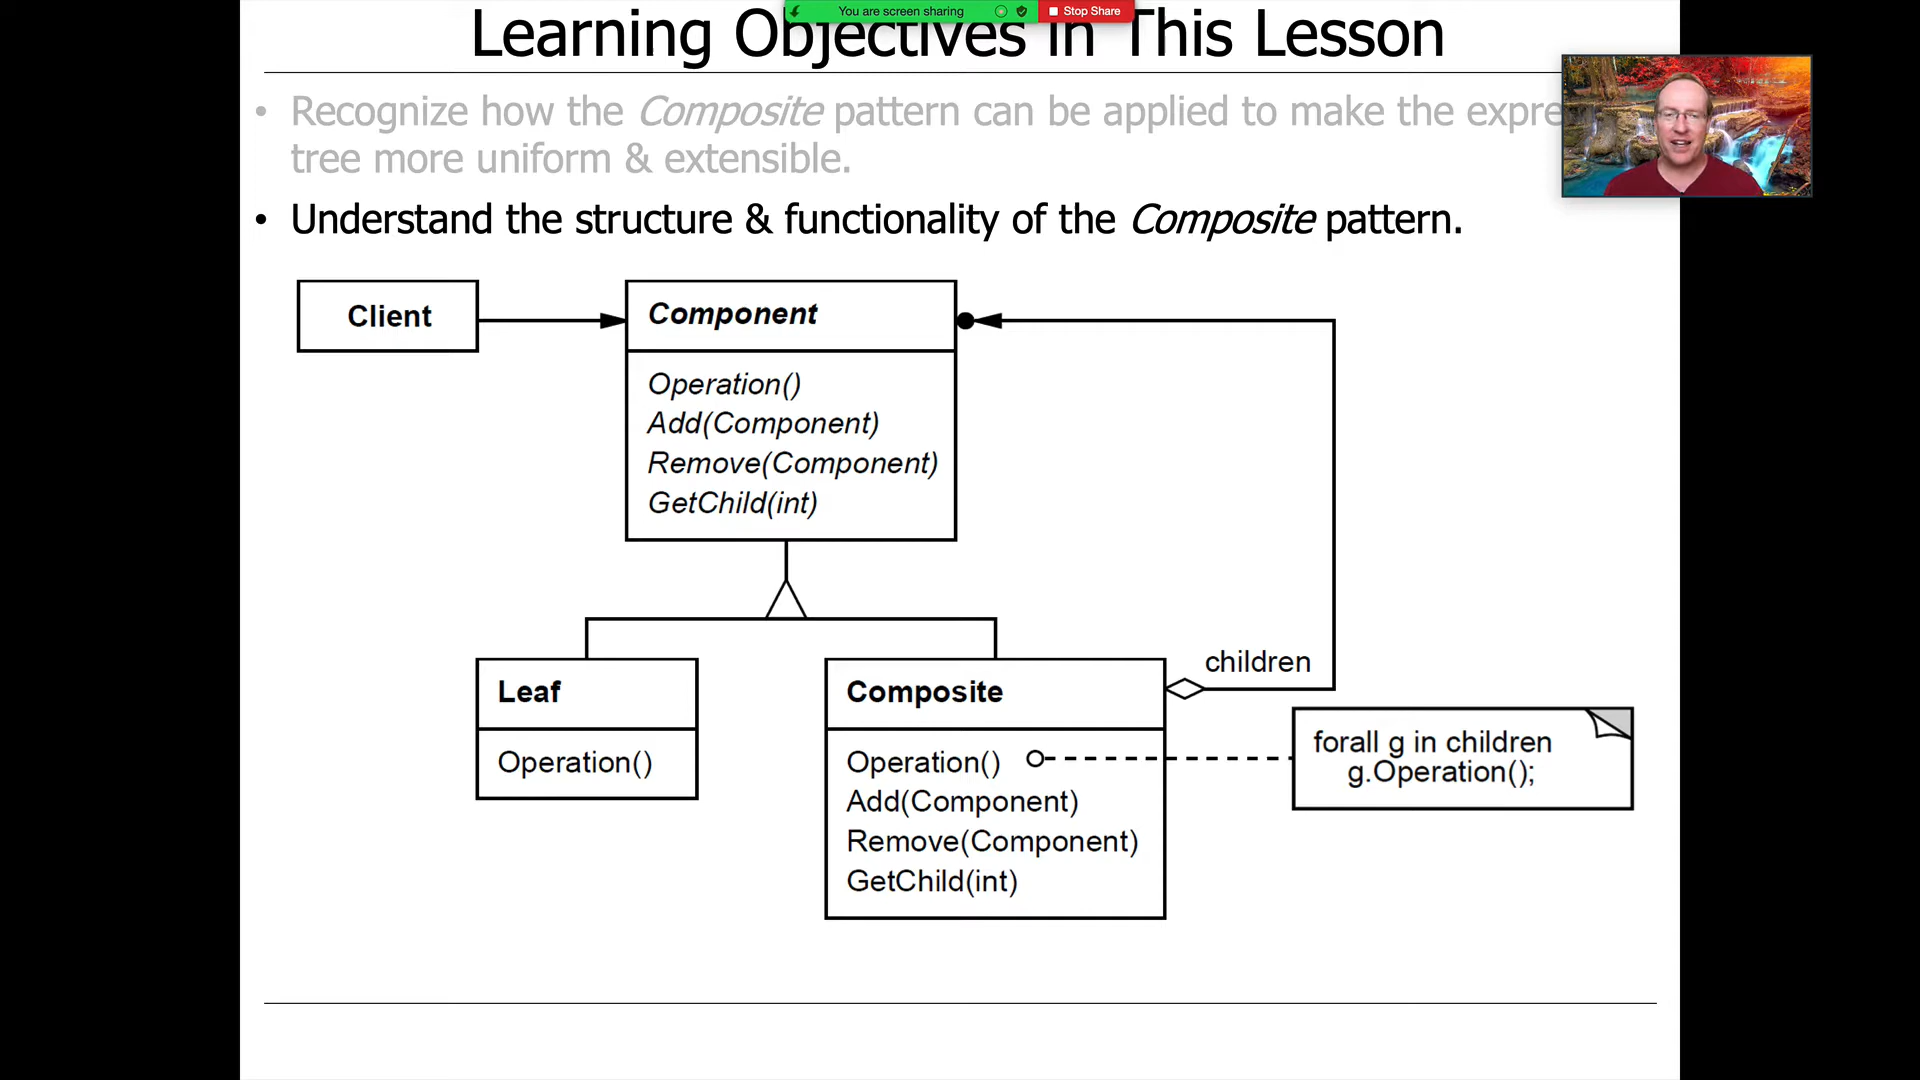 You are screen sharing
Stop Share
Learning Objectives in This Lesson
• Recognize how the Composite pattern can be applied to make the expre
tree more uniform & extensible.
• Understand the structure & functionality of the Composite pattern.
Client
Component
Operation()
Add(Component)
Remove(Component)
GetChild(int)
children
Leaf
Operation()
Composite
Operation()
Add(Component)
Remove(Component)
GetChild(int)
forall g in children
g.Operation();